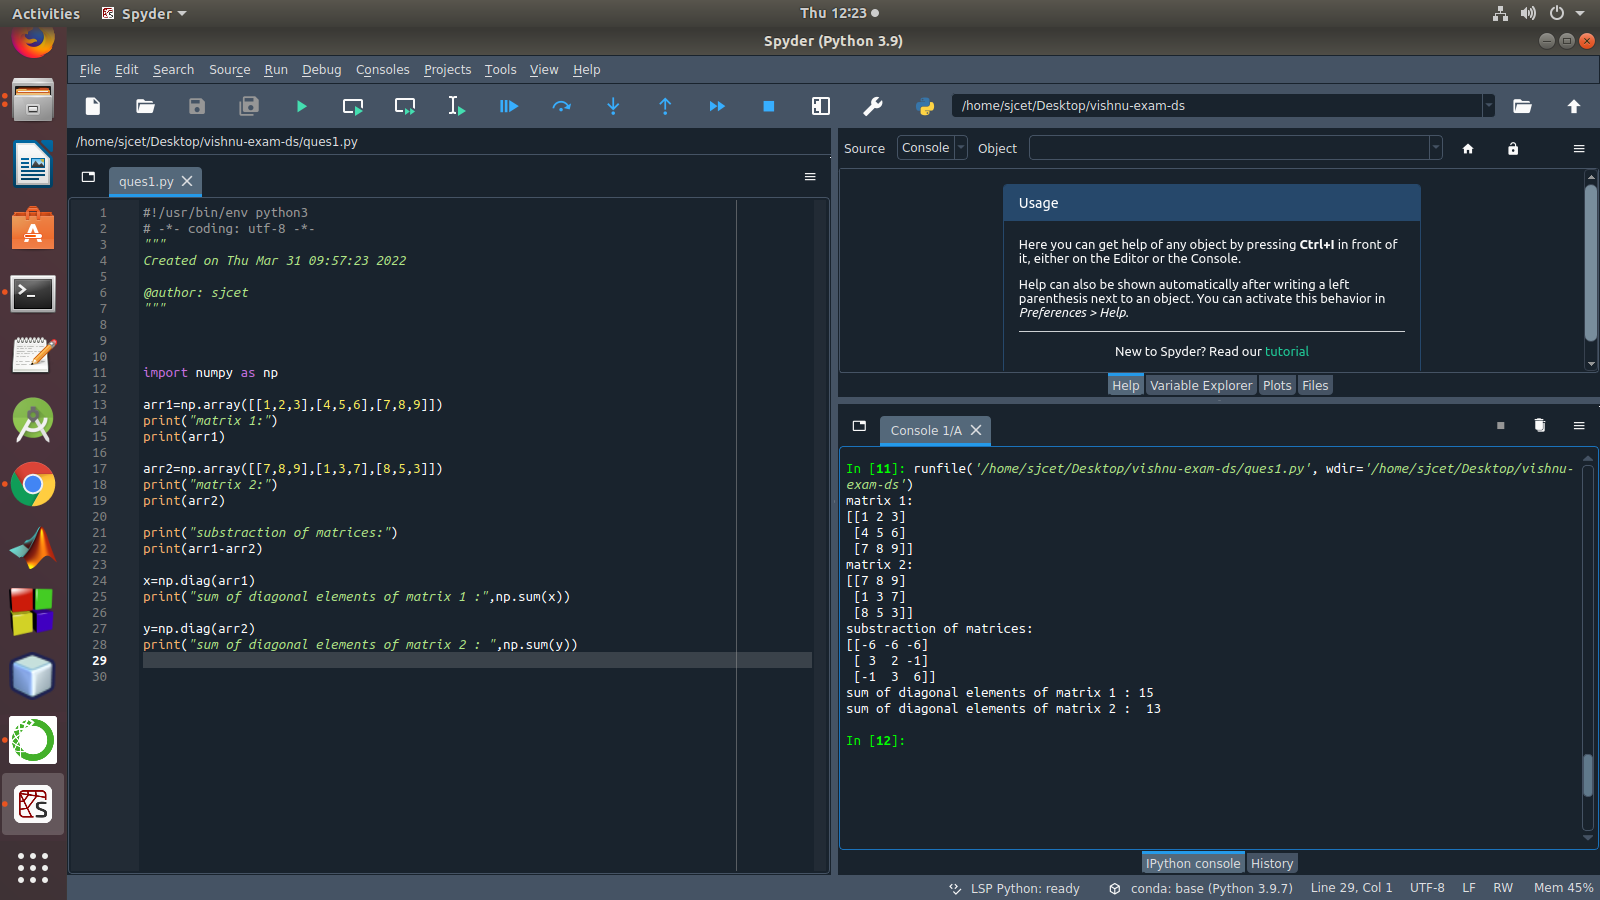 Activities
Spyder
Thu 12:23
Spyder (Python 3.9)
File Edit Search Source Run Debug Consoles Projects Tools View Help
/home/sjcet/Desktop/vishnu-exam-ds
/home/sjcet/Desktop/vishnu-exam-ds/ques1.py
ques1.py
1 #!/usr/bin/env python3
2 # -*- coding: utf-8 -*-
3 """
4 Created on Thu Mar 31 09:57:23 2022
5
6 @author: sjcet
7 """
8
9
10
11 import numpy as np
12
13 arr1=np.array([[1,2,3],[4,5,6],[7,8,9]])
14 print("matrix 1:")
15 print(arr1)
16
17 arr2=np.array([[7,8,9],[1,3,7],[8,5,3]])
18 print("matrix 2:")
19 print(arr2)
20
21 print("substraction of matrices:")
22 print(arr1-arr2)
23
24 x=np.diag(arr1)
25 print("sum of diagonal elements of matrix 1 :",np.sum(x))
26
27 y=np.diag(arr2)
28 print("sum of diagonal elements of matrix 2 : ",np.sum(y))
29
30
Source Console Object
Usage
Here you can get help of any object by pressing Ctrl+I in front of
it, either on the Editor or the Console.
Help can also be shown automatically after writing a left
parenthesis next to an object. You can activate this behavior in
Preferences > Help.
New to Spyder? Read our tutorial
Help Variable Explorer Plots Files
Console 1/A
In [11]: runfile('/home/sjcet/Desktop/vishnu-exam-ds/ques1.py', wdir='/home/sjcet/Desktop/vishnu-
exam-ds')
matrix 1:
[[1 2 3]
 [4 5 6]
 [7 8 9]]
matrix 2:
[[7 8 9]
 [1 3 7]
 [8 5 3]]
substraction of matrices:
[[-6 -6 -6]
 [ 3  2 -1]
 [-1  3  6]]
sum of diagonal elements of matrix 1 : 15
sum of diagonal elements of matrix 2 :  13
In [12]:
IPython console History
LSP Python: ready conda: base (Python 3.9.7) Line 29, Col 1 UTF-8 LF RW Mem 45%